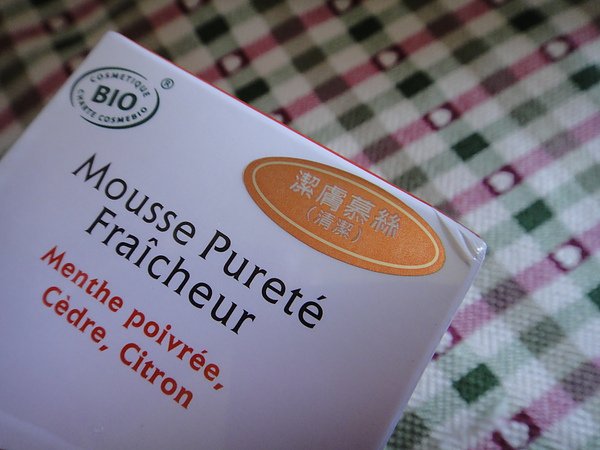 COSMETIQUE
BIO
CHARTE COSMEBIO
®
Mousse Pureté
Fraîcheur
潔膚慕絲
(清潔)
Menthe poivrée,
Cèdre, Citron